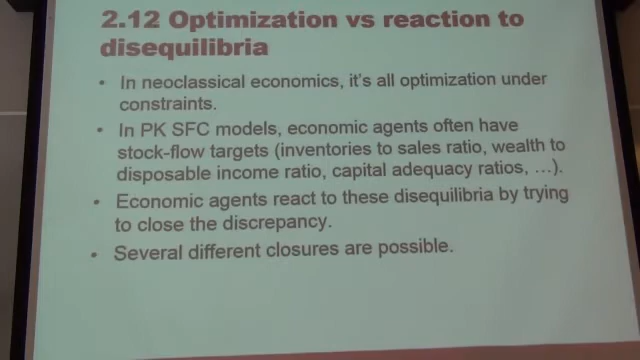 2.12 Optimization vs reaction to
disequilibria
• In neoclassical economics, it's all optimization under
constraints.
• In PK SFC models, economic agents often have
stock-flow targets (inventories to sales ratio, wealth to
disposable income ratio, capital adequacy ratios, …).
• Economic agents react to these disequilibria by trying
to close the discrepancy.
• Several different closures are possible.